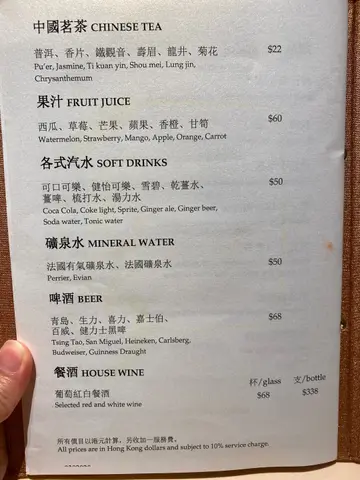 中國茗茶 CHINESE TEA
普洱、香片、鐵觀音、壽眉、龍井、菊花 $22
Pu'er, Jasmine, Ti kuan yin, Shou mei, Lung jin,
Chrysanthemum
果汁 FRUIT JUICE
西瓜、草莓、芒果、蘋果、香橙、甘筍 $60
Watermelon, Strawberry, Mango, Apple, Orange, Carrot
各式汽水 SOFT DRINKS
可口可樂、健怡可樂、雪碧、乾薑水、 $50
薑啤、梳打水、湯力水
Coca Cola, Coke light, Sprite, Ginger ale, Ginger beer,
Soda water, Tonic water
礦泉水 MINERAL WATER
法國有氣礦泉水、法國礦泉水 $50
Perrier, Evian
啤酒 BEER
青島、生力、喜力、嘉士伯、 $68
百威、健力士黑啤
Tsing Tao, San Miguel, Heineken, Carlsberg,
Budweiser, Guinness Draught
餐酒 HOUSE WINE
杯/glass 支/bottle
葡萄紅白餐酒 $68 $338
Selected red and white wine
所有價目以港元計算，另收加一服務費。
All prices are in Hong Kong dollars and subject to 10% service charge.